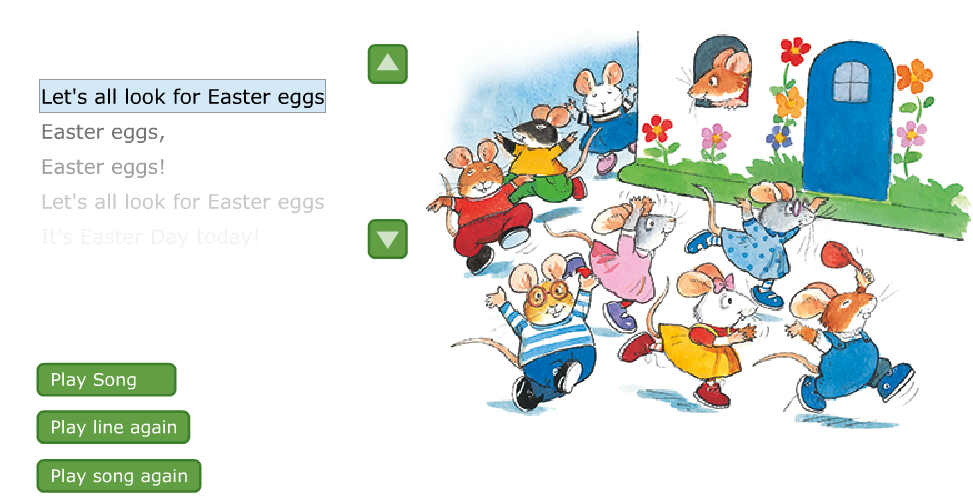 Let's all look for Easter eggs
Easter eggs,
Easter eggs!
Let's all look for Easter eggs
It's Easter Day today!
Play Song
Play line again
Play song again